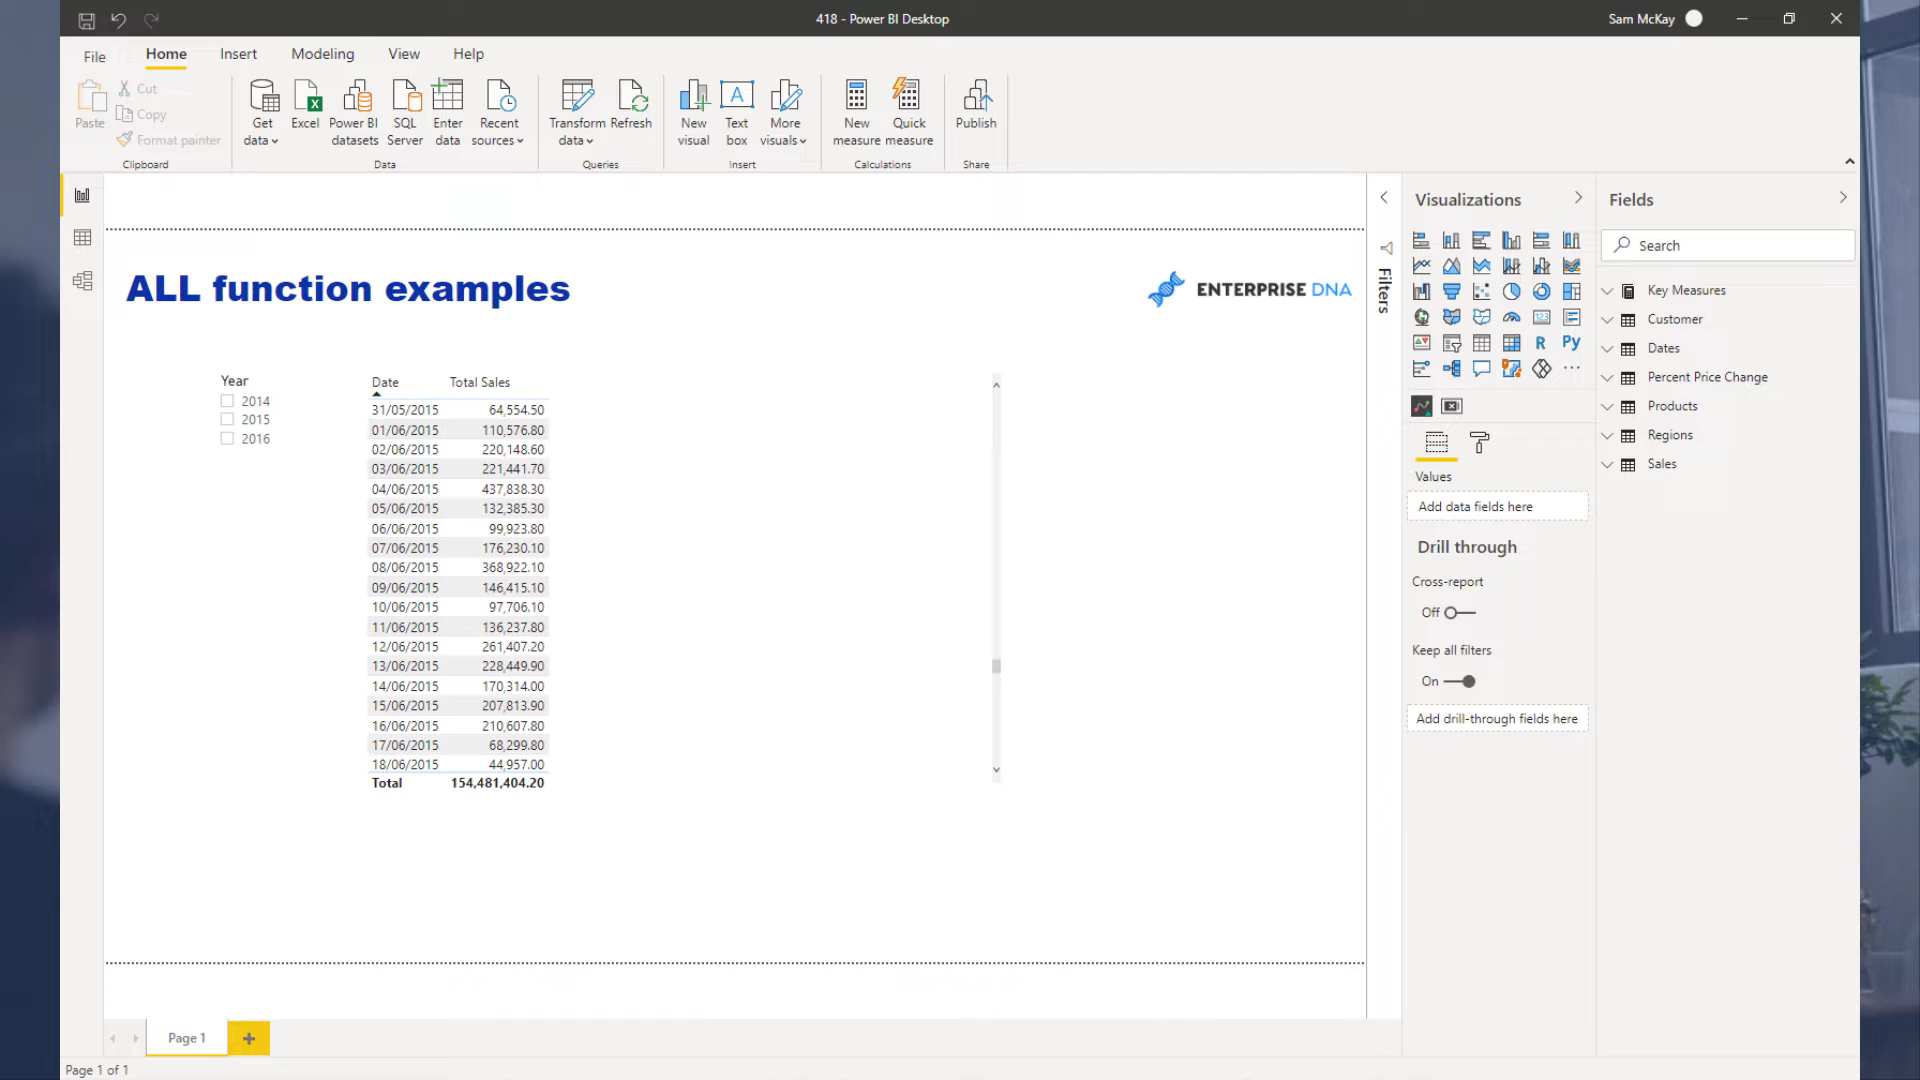 418 - Power BI Desktop
Sam McKay
File Home Insert Modeling View Help
Paste
Cut
Copy
Format painter
Clipboard
Get data
Excel
Power BI datasets
SQL Server
Enter data
Recent sources
Data
Transform data
Refresh
Queries
New visual
Text box
More visuals
Insert
New measure
Quick measure
Calculations
Publish
Share
ALL function examples
ENTERPRISE DNA
Year
2014
2015
2016
Date Total Sales
31/05/2015 64,554.50
01/06/2015 110,576.80
02/06/2015 220,148.60
03/06/2015 221,441.70
04/06/2015 437,838.30
05/06/2015 132,385.30
06/06/2015 99,923.80
07/06/2015 176,230.10
08/06/2015 368,922.10
09/06/2015 146,415.10
10/06/2015 97,706.10
11/06/2015 136,237.80
12/06/2015 261,407.20
13/06/2015 228,449.90
14/06/2015 170,314.00
15/06/2015 207,813.90
16/06/2015 210,607.80
17/06/2015 68,299.80
18/06/2015 44,957.00
Total 154,481,404.20
Filters
Visualizations
R Py
Values
Add data fields here
Drill through
Cross-report
Off
Keep all filters
On
Add drill-through fields here
Fields
Search
Key Measures
Customer
Dates
Percent Price Change
Products
Regions
Sales
Page 1
Page 1 of 1